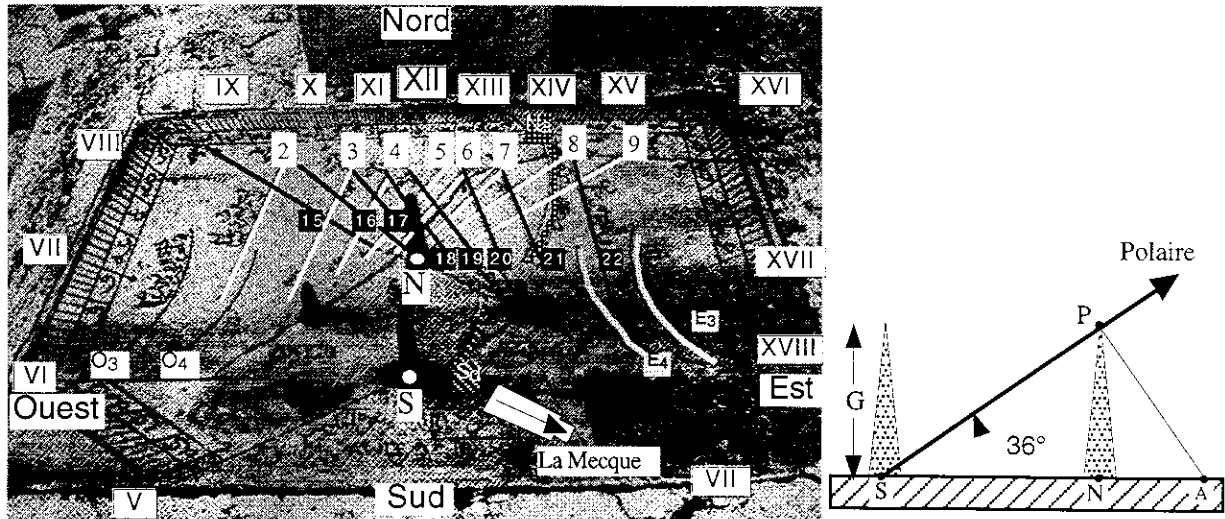 Nord
IX X XI XII XIII XIV XV XVI
VIII 2 3 4 5 6 7 8 9
15 16 17
VII 18 19 20 21 22 XVII
N
E3
XVIII
VI O3 O4 E4
Ouest S Est
La Mecque
V Sud VII
Polaire
P
G
36°
S N A